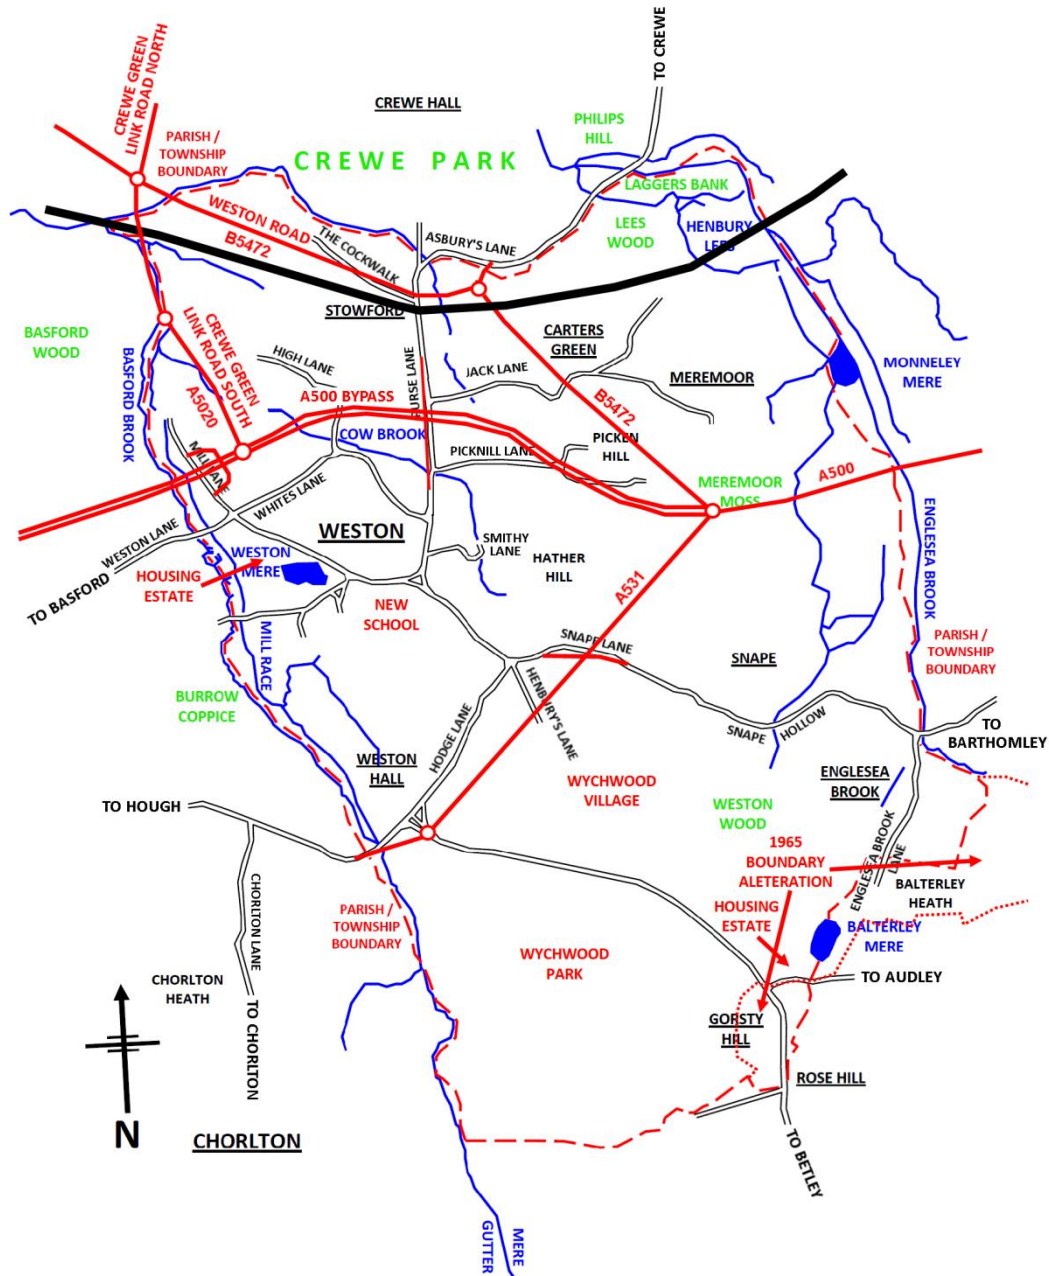 TO CREWE
CREWE GREEN
LINK ROAD NORTH
CREWE HALL
PHILIPS
HILL
PARISH /
TOWNSHIP
BOUNDARY
CREWE PARK
LAGGERS BANK
WESTON ROAD
B5472
THE COCKWALK
ASBURY'S LANE
LEES
WOOD
HENBURY
LEES
STOWFORD
BASFORD
WOOD
CREWE GREEN
LINK ROAD SOUTH
A5020
HIGH LANE
CARTERS
GREEN
JACK LANE
MEREMOOR
MONNELEY
MERE
BASFORD BROOK
A500 BYPASS
COW BROOK
B5472
PICKNILL LANE
PICKEN
HILL
MILL LANE
WHITES LANE
MEREMOOR
MOSS
A500
ENGLESEA BROOK
WESTON LANE
WESTON
SMITHY
LANE
HATHER
HILL
TO BASFORD
HOUSING
ESTATE
WESTON
MERE
NEW
SCHOOL
A531
MILL RACE
SNAPE LANE
SNAPE
PARISH /
TOWNSHIP
BOUNDARY
BURROW
COPPICE
HENBURY'S LANE
HODGE LANE
SNAPE
HOLLOW
TO
BARTHOMLEY
WESTON
HALL
WYCHWOOD
VILLAGE
ENGLESEA
BROOK
TO HOUGH
WESTON
WOOD
1965
BOUNDARY
ALETERATION
ENGLESEA BROOK
LANE
BALTERLEY
HEATH
CHORLTON LANE
PARISH /
TOWNSHIP
BOUNDARY
HOUSING
ESTATE
BALTERLEY
MERE
WYCHWOOD
PARK
TO AUDLEY
CHORLTON
HEATH
TO CHORLTON
GORSTY
HILL
ROSE HILL
N
CHORLTON
TO BETLEY
MERE
GUTTER